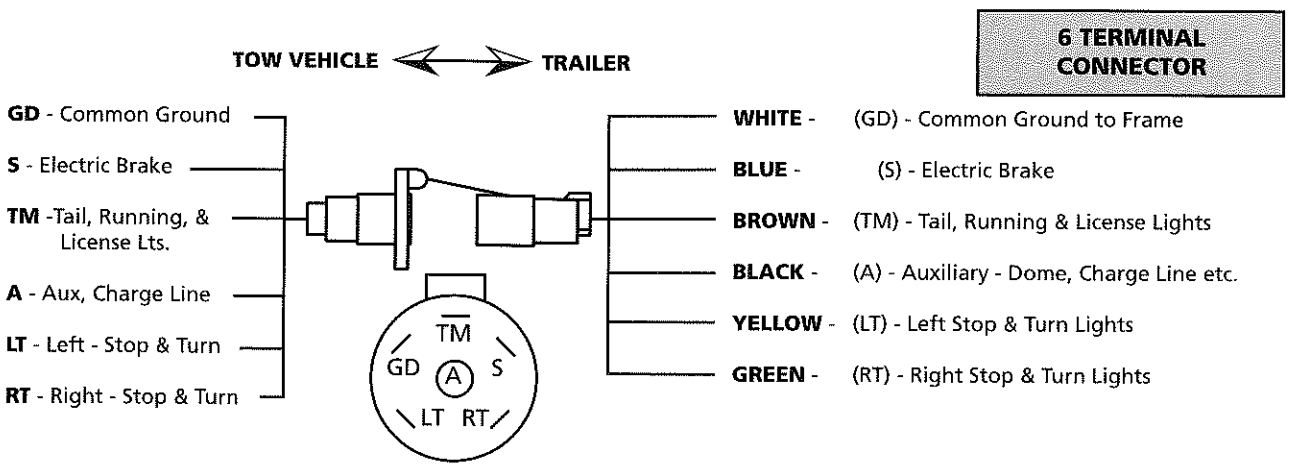 6 TERMINAL
CONNECTOR
TOW VEHICLE TRAILER
GD - Common Ground
S - Electric Brake
TM -Tail, Running, &
License Lts.
A - Aux, Charge Line
LT - Left - Stop & Turn
RT - Right - Stop & Turn
WHITE - (GD) - Common Ground to Frame
BLUE - (S) - Electric Brake
BROWN - (TM) - Tail, Running & License Lights
BLACK - (A) - Auxiliary - Dome, Charge Line etc.
YELLOW - (LT) - Left Stop & Turn Lights
GREEN - (RT) - Right Stop & Turn Lights
TM
GD A S
LT RT